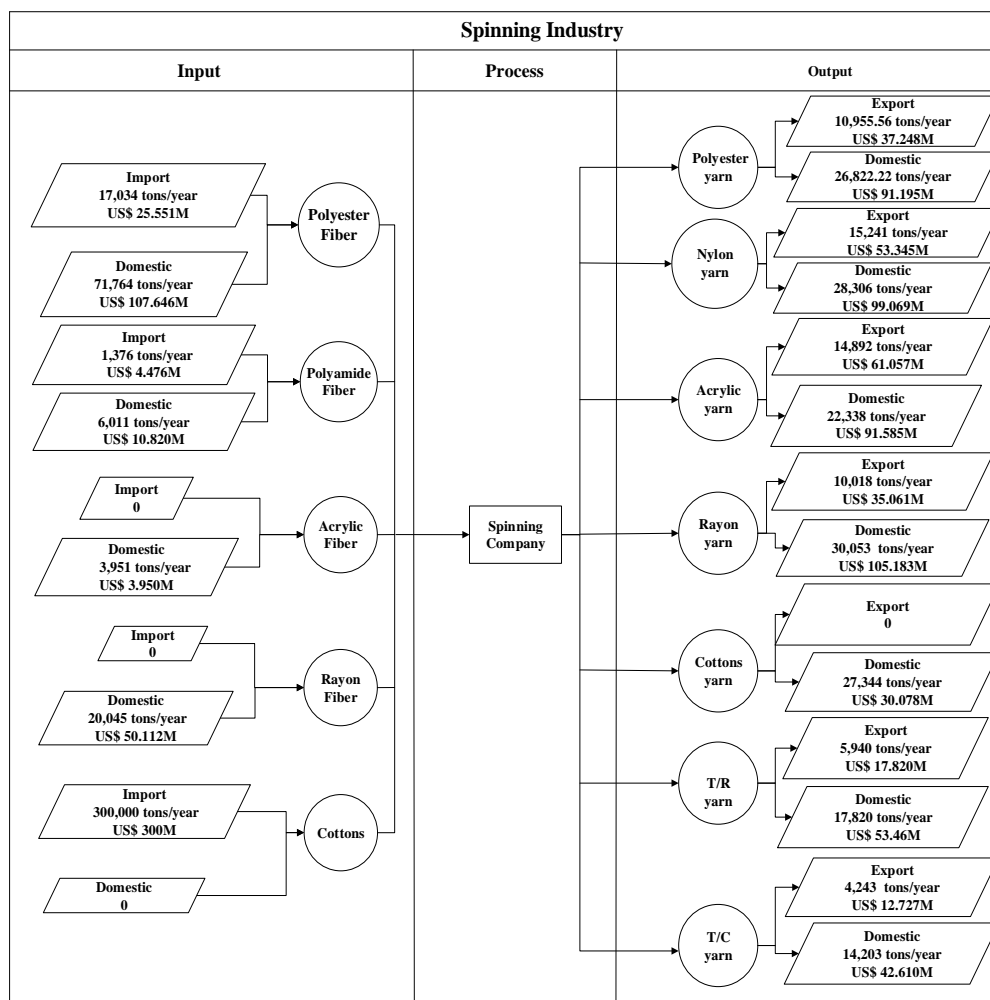 Spinning Industry
Input
Process
Output
Import
17,034 tons/year
US$ 25.551M
Domestic
71,764 tons/year
US$ 107.646M
Polyester
Fiber
Import
1,376 tons/year
US$ 4.476M
Domestic
6,011 tons/year
US$ 10.820M
Polyamide
Fiber
Import
0
Domestic
3,951 tons/year
US$ 3.950M
Acrylic
Fiber
Import
0
Domestic
20,045 tons/year
US$ 50.112M
Rayon
Fiber
Import
300,000 tons/year
US$ 300M
Domestic
0
Cottons
Spinning
Company
Polyester
yarn
Export
10,955.56 tons/year
US$ 37.248M
Domestic
26,822.22 tons/year
US$ 91.195M
Nylon
yarn
Export
15,241 tons/year
US$ 53.345M
Domestic
28,306 tons/year
US$ 99.069M
Acrylic
yarn
Export
14,892 tons/year
US$ 61.057M
Domestic
22,338 tons/year
US$ 91.585M
Rayon
yarn
Export
10,018 tons/year
US$ 35.061M
Domestic
30,053 tons/year
US$ 105.183M
Cottons
yarn
Export
0
Domestic
27,344 tons/year
US$ 30.078M
T/R
yarn
Export
5,940 tons/year
US$ 17.820M
Domestic
17,820 tons/year
US$ 53.46M
T/C
yarn
Export
4,243 tons/year
US$ 12.727M
Domestic
14,203 tons/year
US$ 42.610M